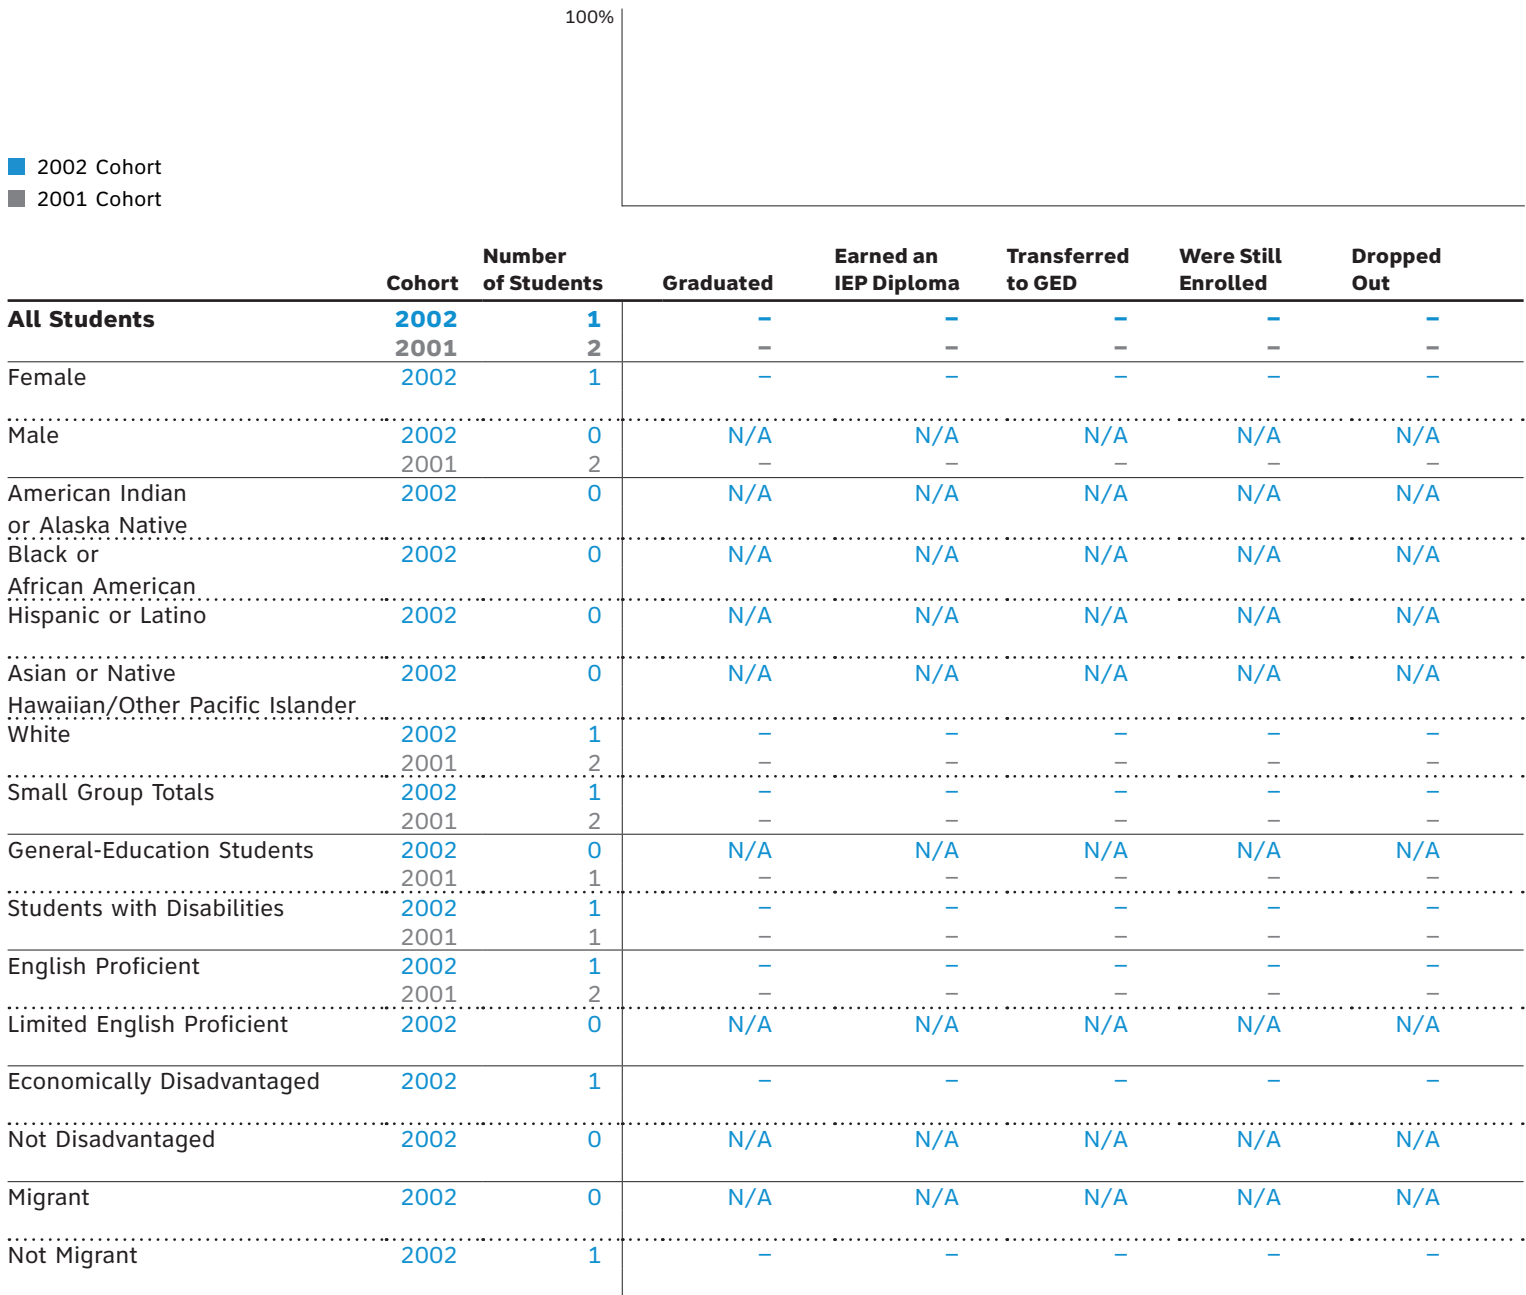 100%
2002 Cohort
2001 Cohort
Cohort Number of Students Graduated Earned an IEP Diploma Transferred to GED Were Still Enrolled Dropped Out
All Students 2002 1 – – – – –
2001 2 – – – – –
Female 2002 1 – – – – –
Male 2002 0 N/A N/A N/A N/A N/A
2001 2 – – – – –
American Indian 2002 0 N/A N/A N/A N/A N/A
or Alaska Native
Black or 2002 0 N/A N/A N/A N/A N/A
African American
Hispanic or Latino 2002 0 N/A N/A N/A N/A N/A
Asian or Native 2002 0 N/A N/A N/A N/A N/A
Hawaiian/Other Pacific Islander
White 2002 1 – – – – –
2001 2 – – – – –
Small Group Totals 2002 1 – – – – –
2001 2 – – – – –
General-Education Students 2002 0 N/A N/A N/A N/A N/A
2001 1 – – – – –
Students with Disabilities 2002 1 – – – – –
2001 1 – – – – –
English Proficient 2002 1 – – – – –
2001 2 – – – – –
Limited English Proficient 2002 0 N/A N/A N/A N/A N/A
Economically Disadvantaged 2002 1 – – – – –
Not Disadvantaged 2002 0 N/A N/A N/A N/A N/A
Migrant 2002 0 N/A N/A N/A N/A N/A
Not Migrant 2002 1 – – – – –